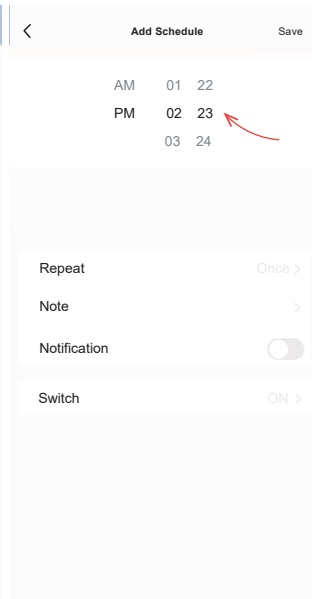 Add Schedule Save
AM 01 22
PM 02 23
03 24
Repeat Once >
Note >
Notification
Switch ON >